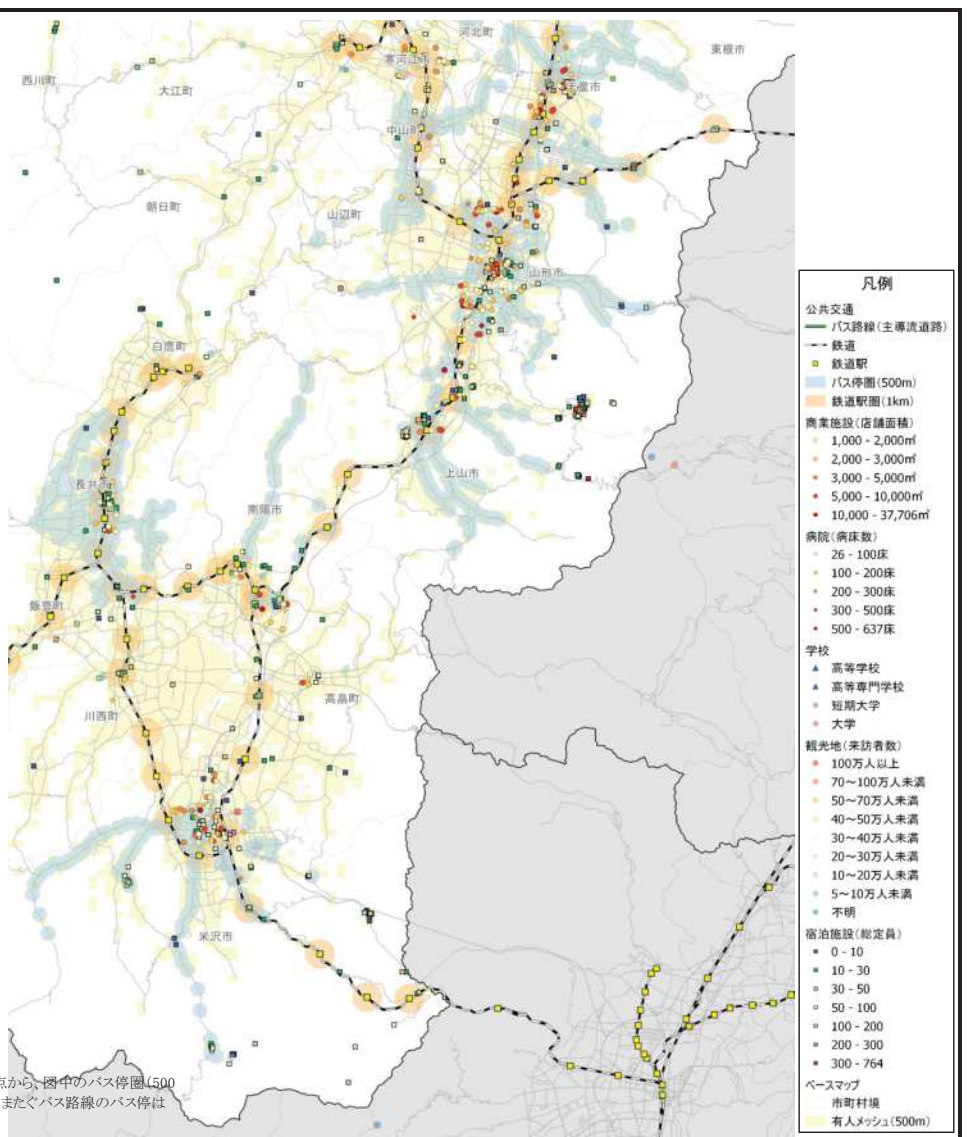 河北町
東根市
西川町
寒河江市
大江町
天童市
中山町
朝日町
山辺町
山形市
白鷹町
上山市
長井市
南陽市
飯豊町
高畠町
川西町
米沢市
点から、図中のバス停圏(500
またぐバス路線のバス停は
凡例
公共交通
バス路線(主導流道路)
鉄道
鉄道駅
バス停圏(500m)
鉄道駅圏(1km)
商業施設(店舗面積)
1,000 - 2,000㎡
2,000 - 3,000㎡
3,000 - 5,000㎡
5,000 - 10,000㎡
10,000 - 37,706㎡
病院(病床数)
26 - 100床
100 - 200床
200 - 300床
300 - 500床
500 - 637床
学校
高等学校
高等専門学校
短期大学
大学
観光地(来訪者数)
100万人以上
70～100万人未満
50～70万人未満
40～50万人未満
30～40万人未満
20～30万人未満
10～20万人未満
5～10万人未満
不明
宿泊施設(総定員)
0 - 10
10 - 30
30 - 50
50 - 100
100 - 200
200 - 300
300 - 764
ベースマップ
市町村境
有人メッシュ(500m)